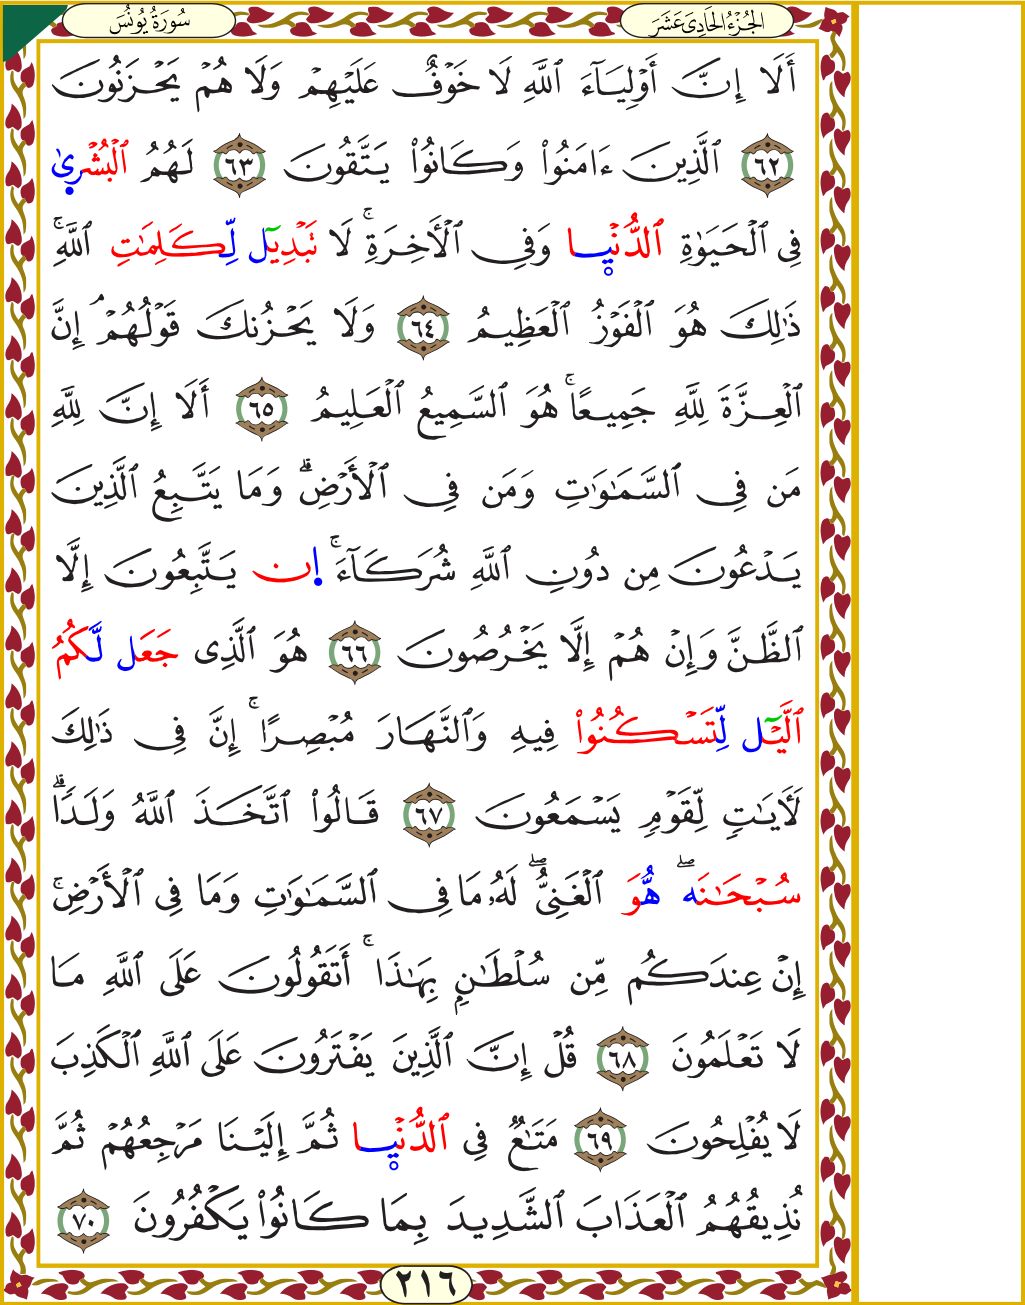 الجُزْءُ الحَادِى عَشَرَ
سُورَةُ يُونُسَ
أَلَا إِنَّ أَوْلِيَآءَ ٱللَّهِ لَا خَوْفٌ عَلَيْهِمْ وَلَا هُمْ يَحْزَنُونَ
٦٢ ٱلَّذِينَ ءَامَنُوا۟ وَكَانُوا۟ يَتَّقُونَ ٦٣ لَهُمُ ٱلْبُشْرىٰ
فِى ٱلْحَيَوٰةِ ٱلدُّنْيا وَفِى ٱلْأَخِرَةِ ۚ لَا تَبْدِيٓل لِّكَلِمَٰتِ ٱللَّهِ ۚ
ذَٰلِكَ هُوَ ٱلْفَوْزُ ٱلْعَظِيمُ ٦٤ وَلَا يَحْزُنكَ قَوْلُهُمْ ۘ إِنَّ
ٱلْعِزَّةَ لِلَّهِ جَمِيعًا ۚ هُوَ ٱلسَّمِيعُ ٱلْعَلِيمُ ٦٥ أَلَا إِنَّ لِلَّهِ
مَن فِى ٱلسَّمَٰوَٰتِ وَمَن فِى ٱلْأَرْضِ ۗ وَمَا يَتَّبِعُ ٱلَّذِينَ
يَدْعُونَ مِن دُونِ ٱللَّهِ شُرَكَآءَ ۚ إن يَتَّبِعُونَ إِلَّا
ٱلظَّنَّ وَإِنْ هُمْ إِلَّا يَخْرُصُونَ ٦٦ هُوَ ٱلَّذِى جَعَل لَّكُمُ
ٱلَّيْٓل لِّتَسْكُنُوا۟ فِيهِ وَٱلنَّهَارَ مُبْصِرًا ۚ إِنَّ فِى ذَٰلِكَ
لَأَيَٰتٍ لِّقَوْمٍ يَسْمَعُونَ ٦٧ قَالُوا۟ ٱتَّخَذَ ٱللَّهُ وَلَدًا ۗ
سُبْحَٰنَه ۖ هُّوَ ٱلْغَنِىُّ ۖ لَهُۥ مَا فِى ٱلسَّمَٰوَٰتِ وَمَا فِى ٱلْأَرْضِ ۚ
إِنْ عِندَكُم مِّن سُلْطَٰنٍ بِهَٰذَا ۚ أَتَقُولُونَ عَلَى ٱللَّهِ مَا
لَا تَعْلَمُونَ ٦٨ قُلْ إِنَّ ٱلَّذِينَ يَفْتَرُونَ عَلَى ٱللَّهِ ٱلْكَذِبَ
لَا يُفْلِحُونَ ٦٩ مَتَٰعٌ فِى ٱلدُّنْيا ثُمَّ إِلَيْنَا مَرْجِعُهُمْ ثُمَّ
نُذِيقُهُمُ ٱلْعَذَابَ ٱلشَّدِيدَ بِمَا كَانُوا۟ يَكْفُرُونَ ٧٠
٢١٦